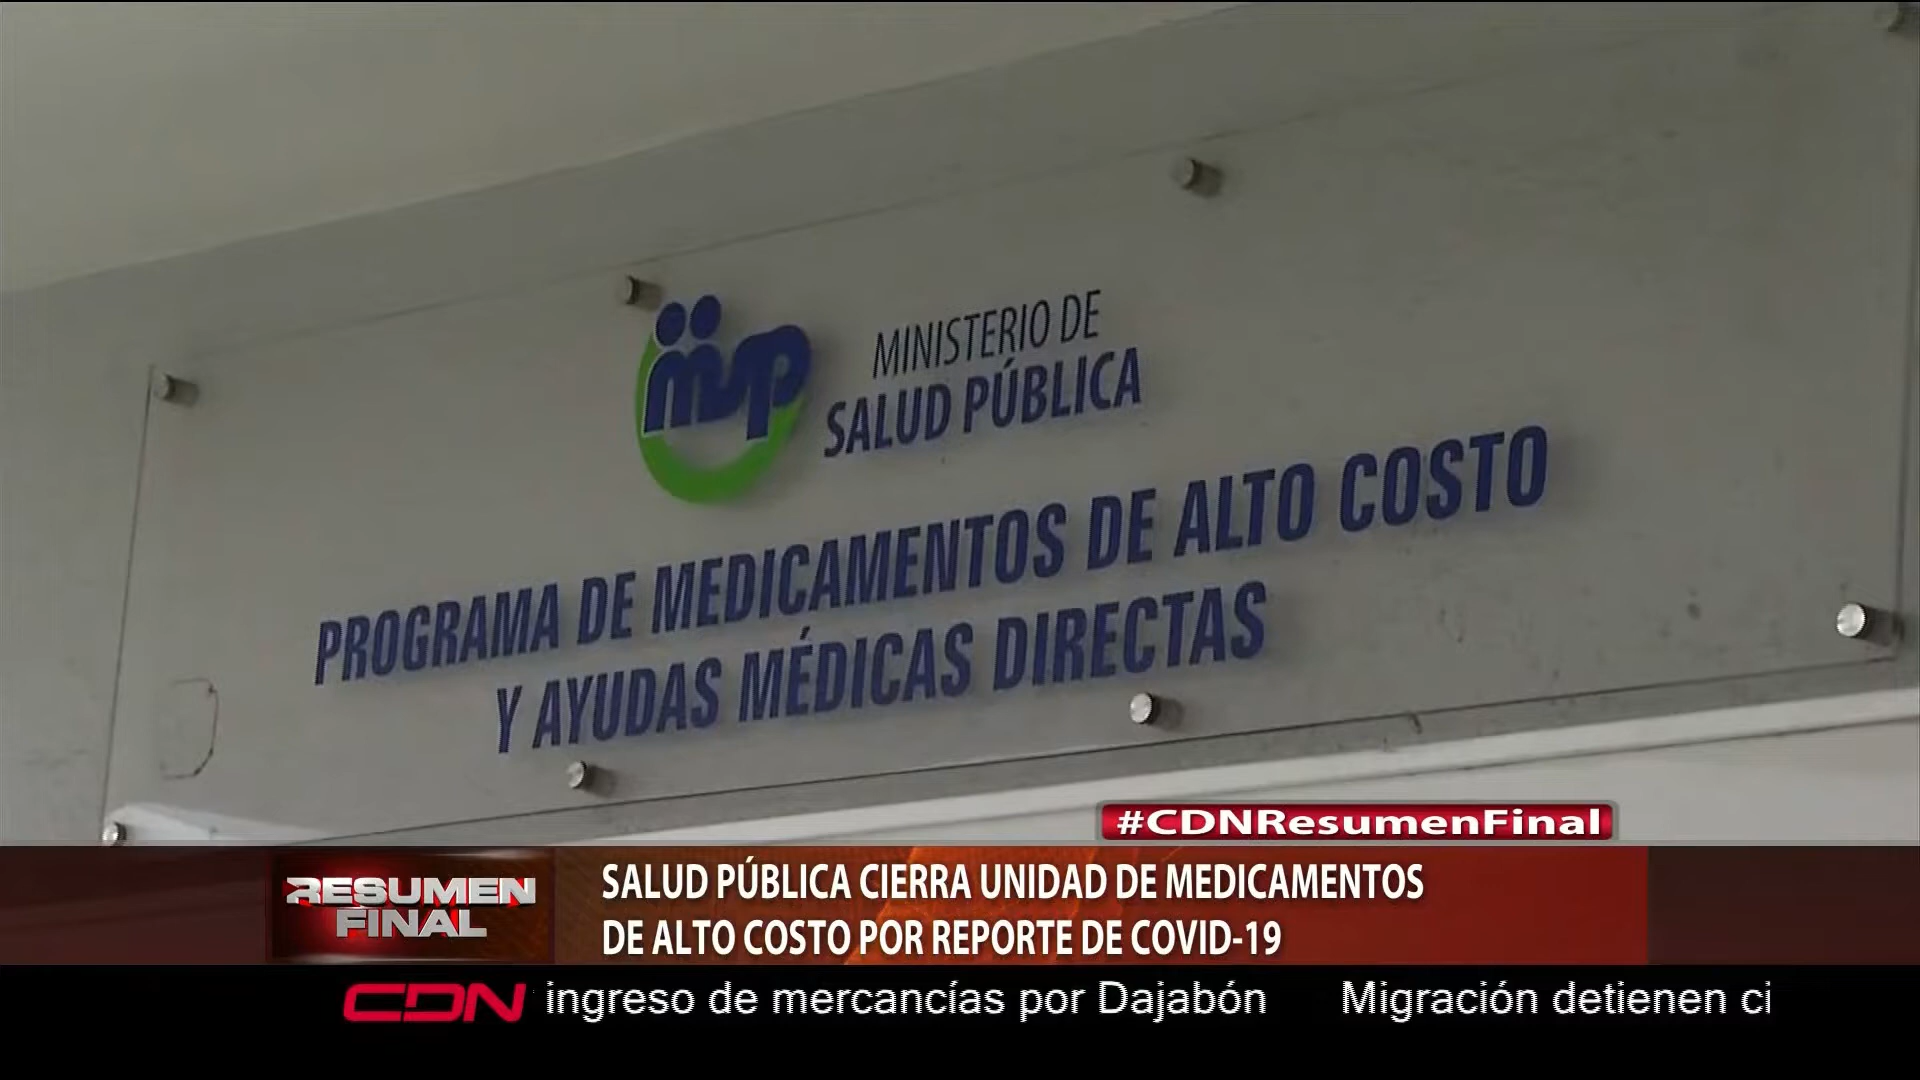 msp
MINISTERIO DE
SALUD PÚBLICA
PROGRAMA DE MEDICAMENTOS DE ALTO COSTO
Y AYUDAS MÉDICAS DIRECTAS
#CDNResumenFinal
RESUMEN
FINAL
SALUD PÚBLICA CIERRA UNIDAD DE MEDICAMENTOS
DE ALTO COSTO POR REPORTE DE COVID-19
CDN ingreso de mercancías por Dajabón Migración detienen ci